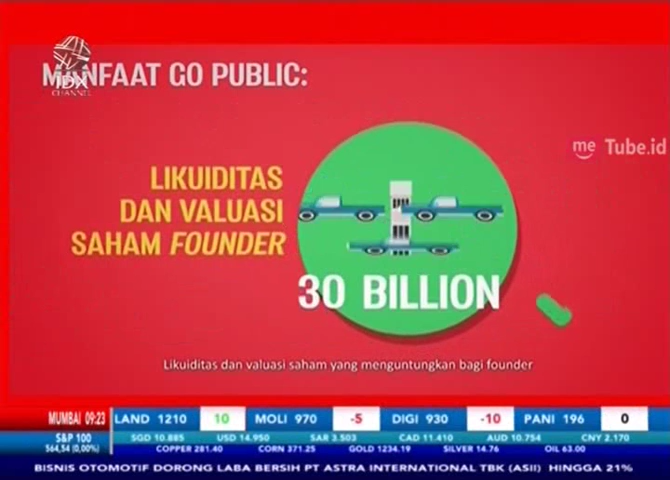 MANFAAT GO PUBLIC:
IDX
CHANNEL
me Tube.id
LIKUIDITAS
DAN VALUASI
SAHAM FOUNDER
30 BILLION
Likuiditas dan valuasi saham yang menguntungkan bagi founder
MUMBAI 09:23 LAND 1210 10 MOLI 970 -5 DIGI 930 -10 PANI 196 0
S&P 100 SGD 10.885 USD 14.950 SAR 3.503 CAD 11.410 AUD 10.754 CNY 2.170
564,54 (0,00%) COPPER 281.40 CORN 371.25 GOLD 1234.19 SILVER 14.76 OIL 63.00
BISNIS OTOMOTIF DORONG LABA BERSIH PT ASTRA INTERNATIONAL TBK (ASII) HINGGA 21%